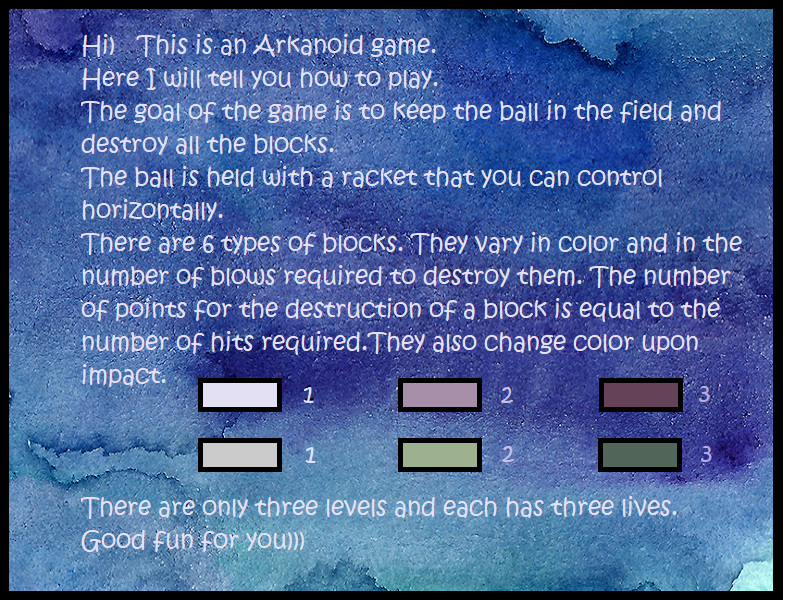 Hi)   This is an Arkanoid game.
Here I will tell you how to play.
The goal of the game is to keep the ball in the field and
destroy all the blocks.
The ball is held with a racket that you can control
horizontally.
There are 6 types of blocks. They vary in color and in the
number of blows required to destroy them. The number
of points for the destruction of a block is equal to the
number of hits required.They also change color upon
impact.
1 2 3
1 2 3
There are only three levels and each has three lives.
Good fun for you)))